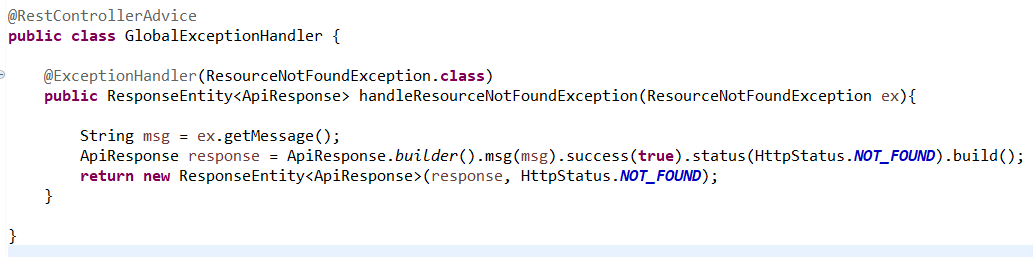 @RestControllerAdvice
public class GlobalExceptionHandler {
@ExceptionHandler(ResourceNotFoundException.class)
public ResponseEntity<ApiResponse> handleResourceNotFoundException(ResourceNotFoundException ex){
String msg = ex.getMessage();
ApiResponse response = ApiResponse.builder().msg(msg).success(true).status(HttpStatus.NOT_FOUND).build();
return new ResponseEntity<ApiResponse>(response, HttpStatus.NOT_FOUND);
}
}